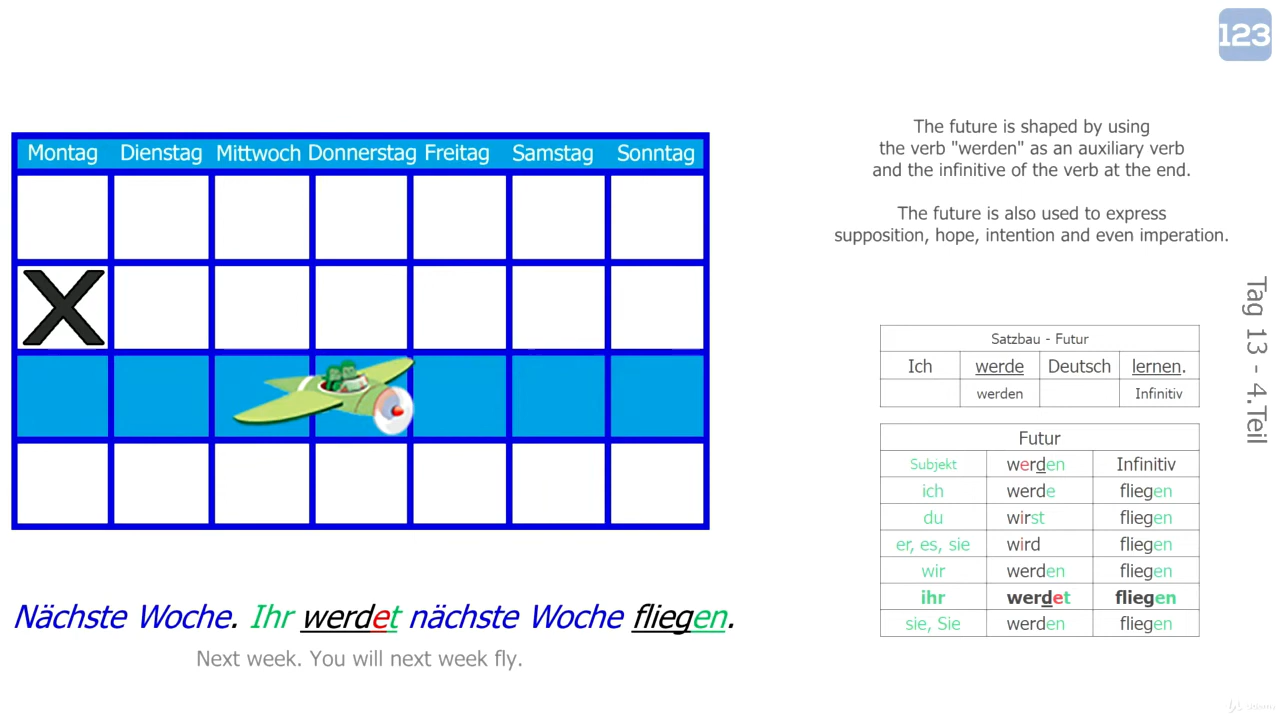 123
Montag Dienstag Mittwoch Donnerstag Freitag Samstag Sonntag
X
Nächste Woche. Ihr werdet nächste Woche fliegen.
Next week. You will next week fly.
The future is shaped by using
the verb "werden" as an auxiliary verb
and the infinitive of the verb at the end.
The future is also used to express
supposition, hope, intention and even imperation.
Satzbau - Futur
Ich werde Deutsch lernen.
werden Infinitiv
Futur
Subjekt werden Infinitiv
ich werde fliegen
du wirst fliegen
er, es, sie wird fliegen
wir werden fliegen
ihr werdet fliegen
sie, Sie werden fliegen
Tag 13 - 4.Teil